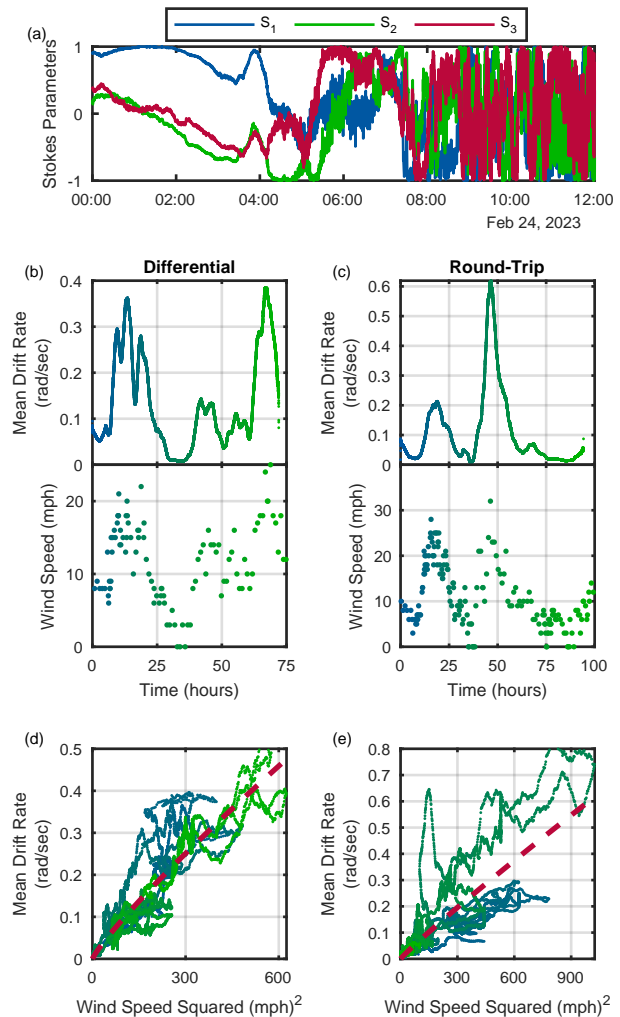 S1 S2 S3
(a)
Stokes Parameters
1
0
-1
00:00 02:00 04:00 06:00 08:00 10:00 12:00
Feb 24, 2023
(b) Differential
Mean Drift Rate
(rad/sec)
0.4
0.3
0.2
0.1
0
Wind Speed (mph)
20
10
0
0 25 50 75
Time (hours)
(c) Round-Trip
Mean Drift Rate
(rad/sec)
0.6
0.5
0.4
0.3
0.2
0.1
0
Wind Speed (mph)
30
20
10
0
0 25 50 75 100
Time (hours)
(d)
Mean Drift Rate
(rad/sec)
0.5
0.4
0.3
0.2
0.1
0
0 300 600
Wind Speed Squared (mph)2
(e)
Mean Drift Rate
(rad/sec)
0.8
0.7
0.6
0.5
0.4
0.3
0.2
0.1
0
0 300 600 900
Wind Speed Squared (mph)2